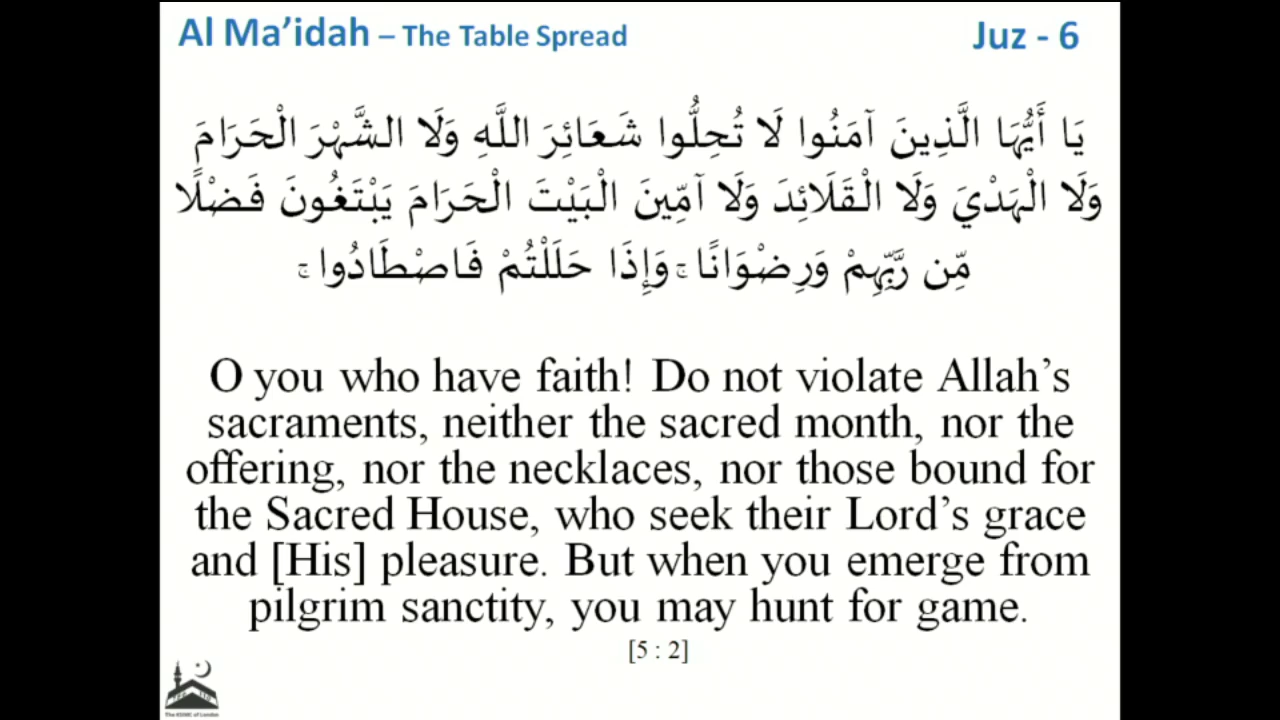 Al Ma’idah – The Table Spread
Juz - 6
يَا أَيُّهَا الَّذِينَ آمَنُوا لَا تُحِلُّوا شَعَائِرَ اللَّهِ وَلَا الشَّهْرَ الْحَرَامَ
وَلَا الْهَدْيَ وَلَا الْقَلَائِدَ وَلَا آمِّينَ الْبَيْتَ الْحَرَامَ يَبْتَغُونَ فَضْلًا
مِّن رَّبِّهِمْ وَرِضْوَانًا ۚ وَإِذَا حَلَلْتُمْ فَاصْطَادُوا ۚ
O you who have faith! Do not violate Allah’s
sacraments, neither the sacred month, nor the
offering, nor the necklaces, nor those bound for
the Sacred House, who seek their Lord’s grace
and [His] pleasure. But when you emerge from
pilgrim sanctity, you may hunt for game.
[5 : 2]
The KSIMC of London